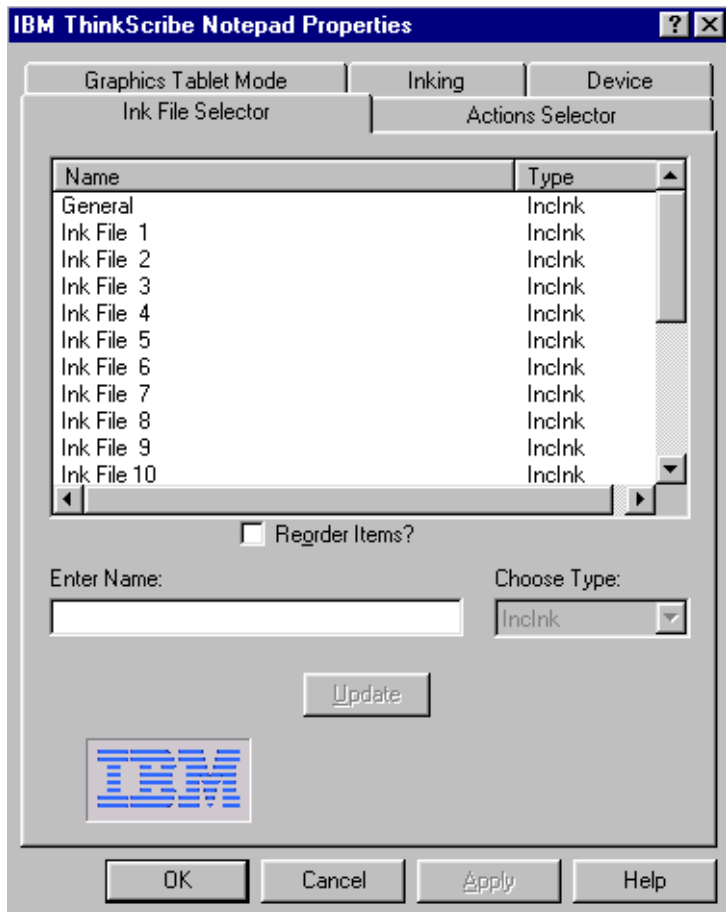 IBM ThinkScribe Notepad Properties
Graphics Tablet Mode Inking Device
Ink File Selector Actions Selector
Name Type
General IncInk
Ink File 1 IncInk
Ink File 2 IncInk
Ink File 3 IncInk
Ink File 4 IncInk
Ink File 5 IncInk
Ink File 6 IncInk
Ink File 7 IncInk
Ink File 8 IncInk
Ink File 9 IncInk
Ink File 10 IncInk
Reorder Items?
Enter Name: Choose Type:
IncInk
Update
IBM
OK Cancel Apply Help